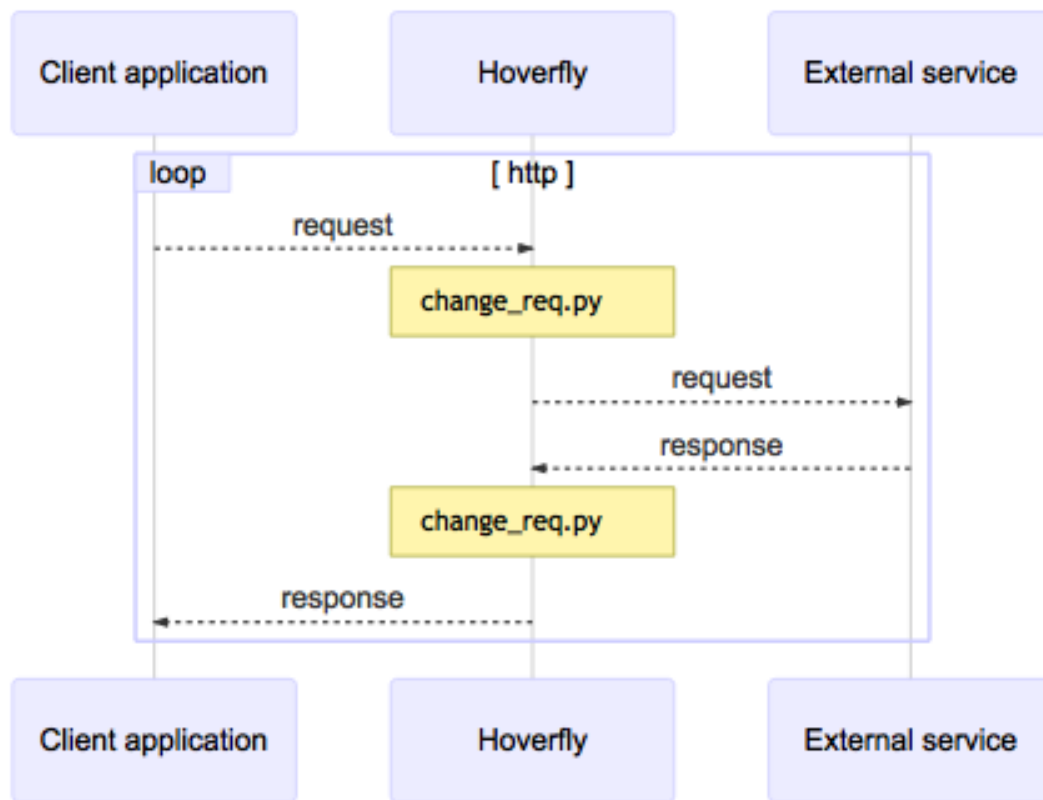 Client application
Hoverfly
External service
loop
[ http ]
request
change_req.py
request
response
change_req.py
response
Client application
Hoverfly
External service